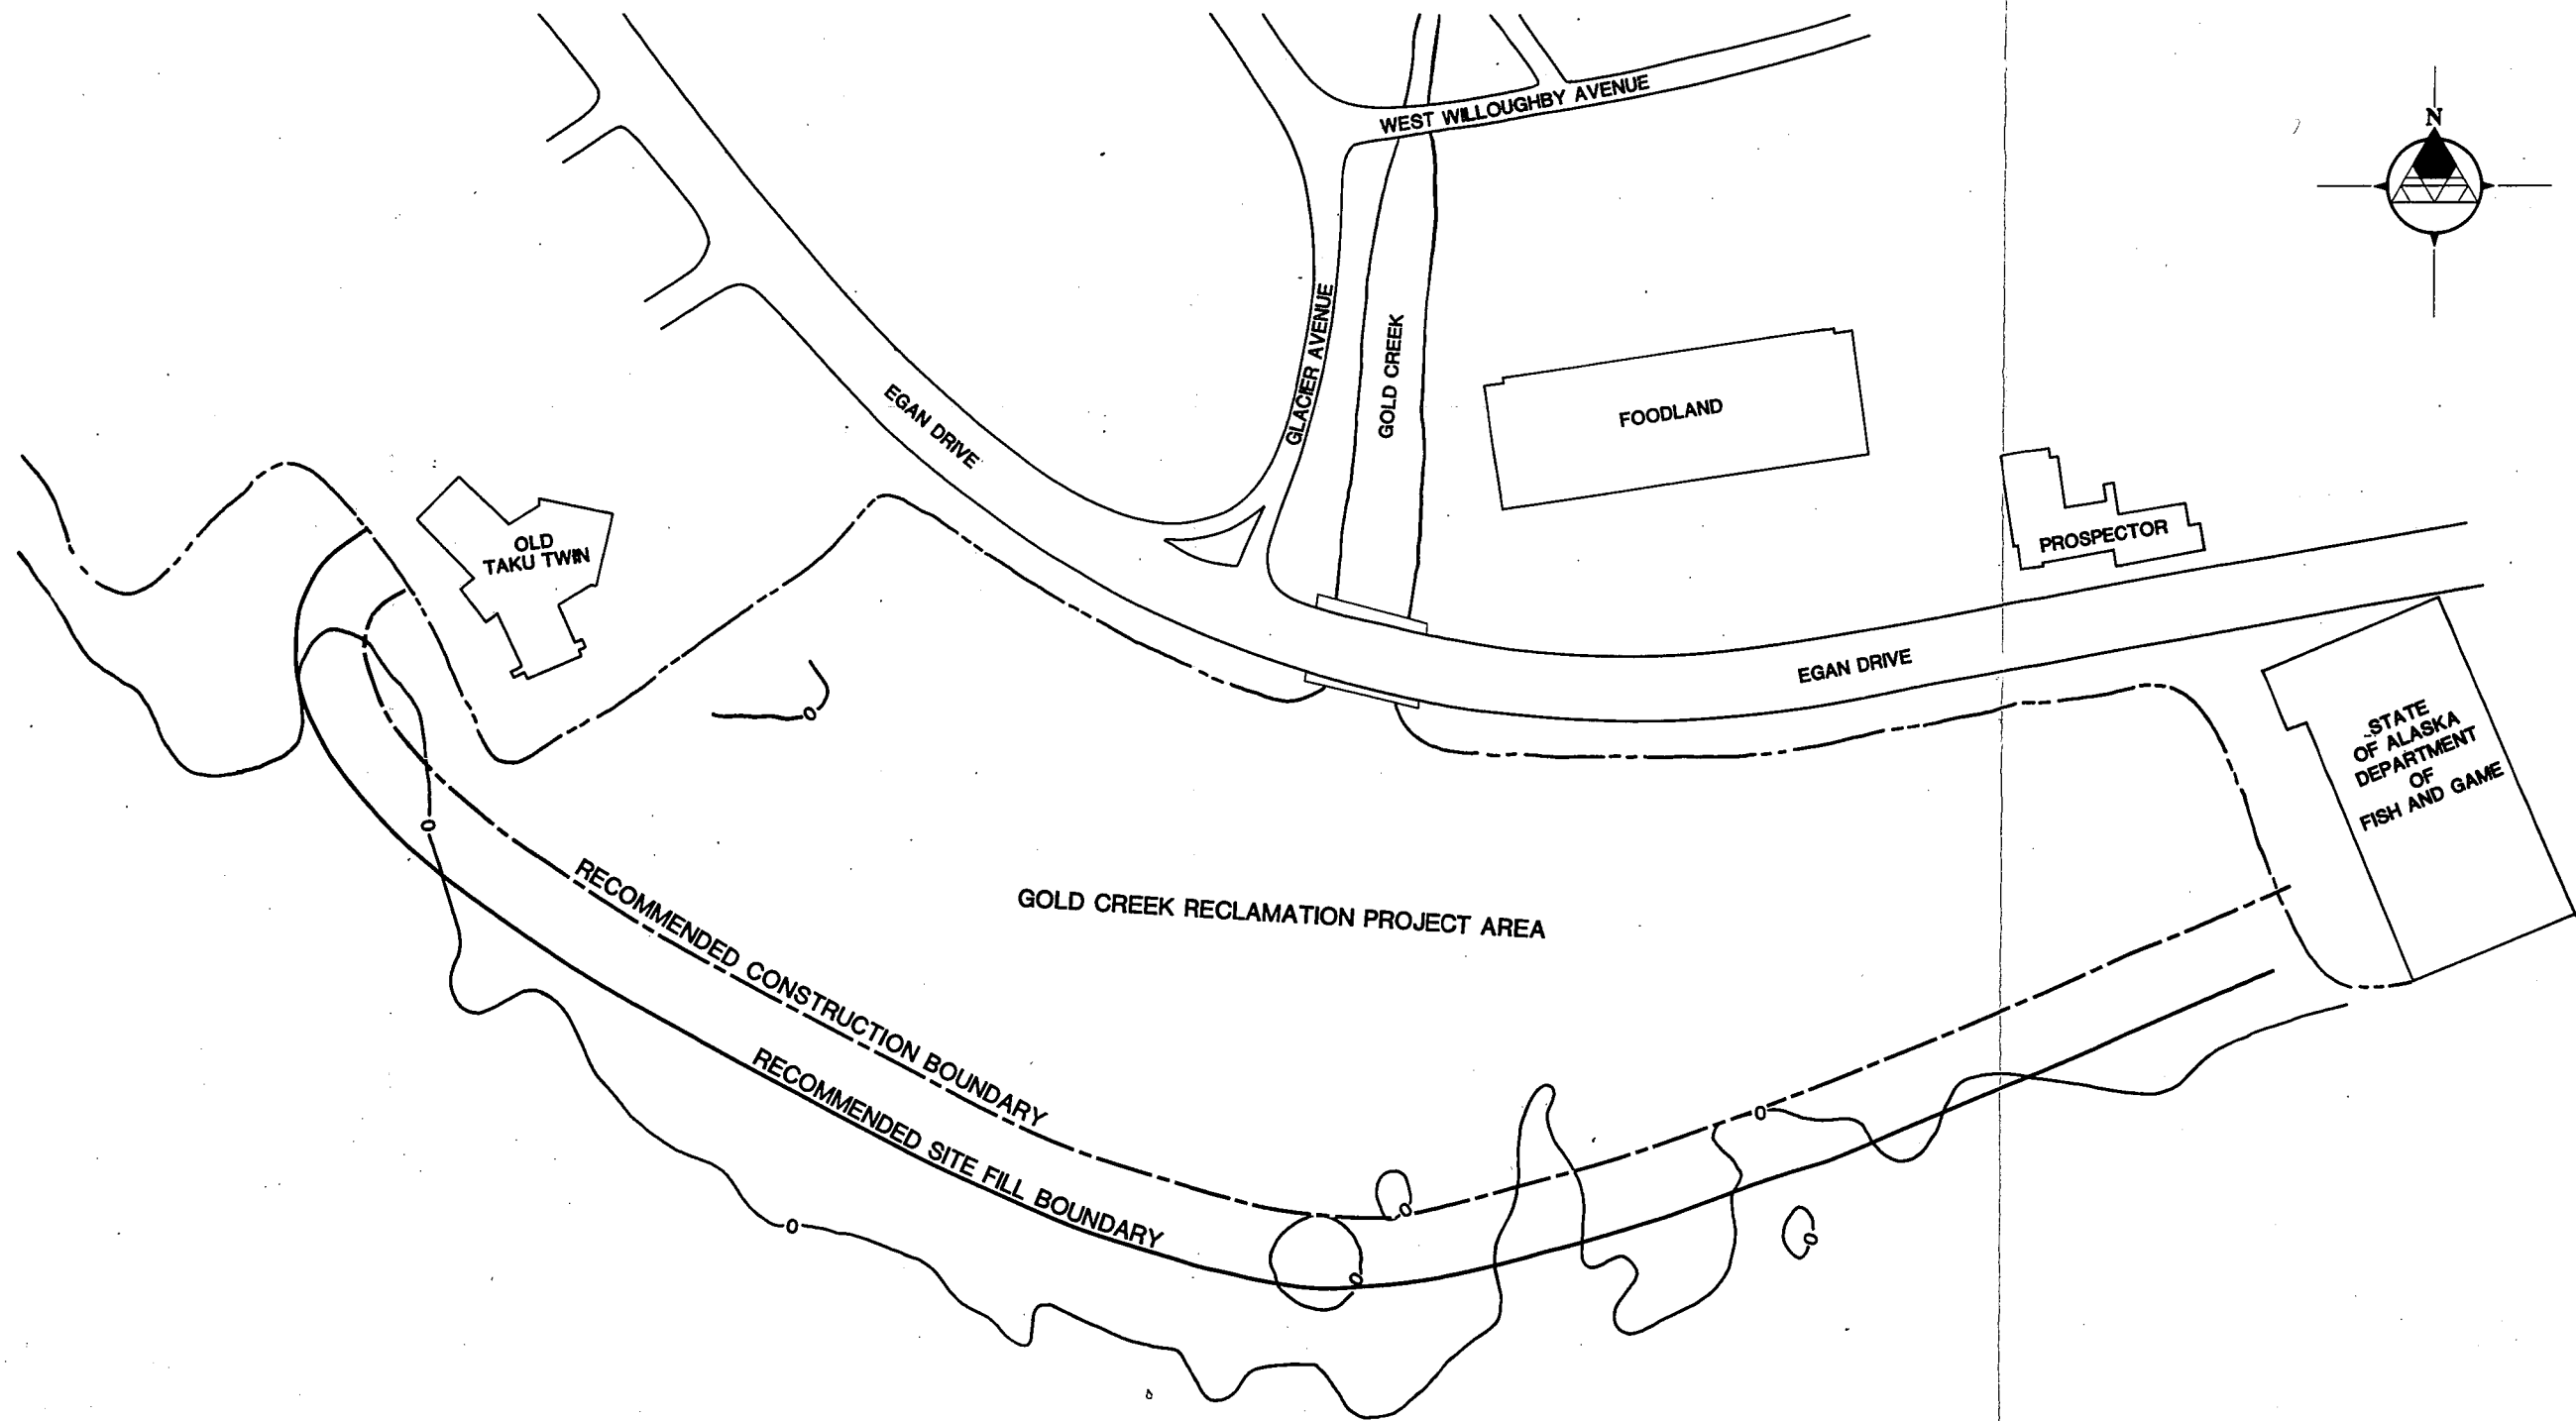 WEST WILLOUGHBY AVENUE
N
GLACIER AVENUE
GOLD CREEK
EGAN DRIVE
FOODLAND
OLD
TAKU TWIN
PROSPECTOR
EGAN DRIVE
STATE
OF ALASKA
DEPARTMENT
OF
FISH AND GAME
0
0
RECOMMENDED CONSTRUCTION BOUNDARY
GOLD CREEK RECLAMATION PROJECT AREA
RECOMMENDED SITE FILL BOUNDARY
0
0
0
0
0